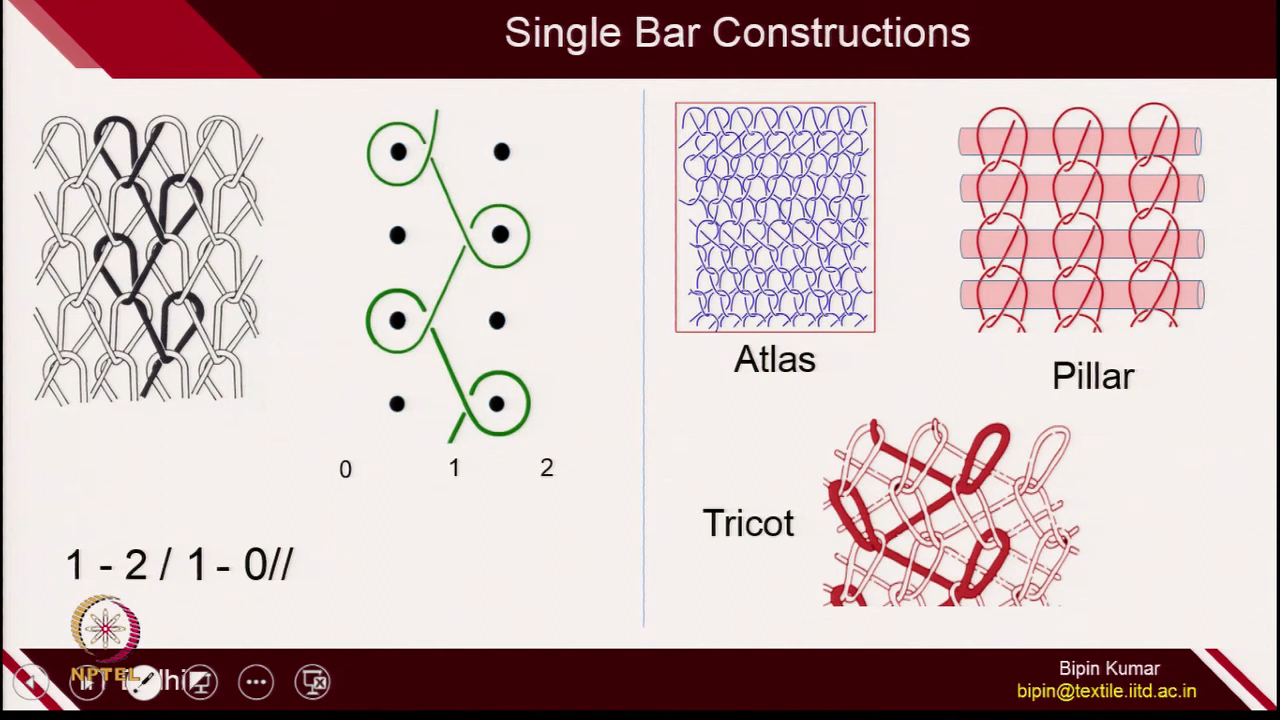 Single Bar Constructions
0 1 2
1 - 2 / 1 - 0//
Atlas
Pillar
Tricot
NPTEL
Bipin Kumar
bipin@textile.iitd.ac.in